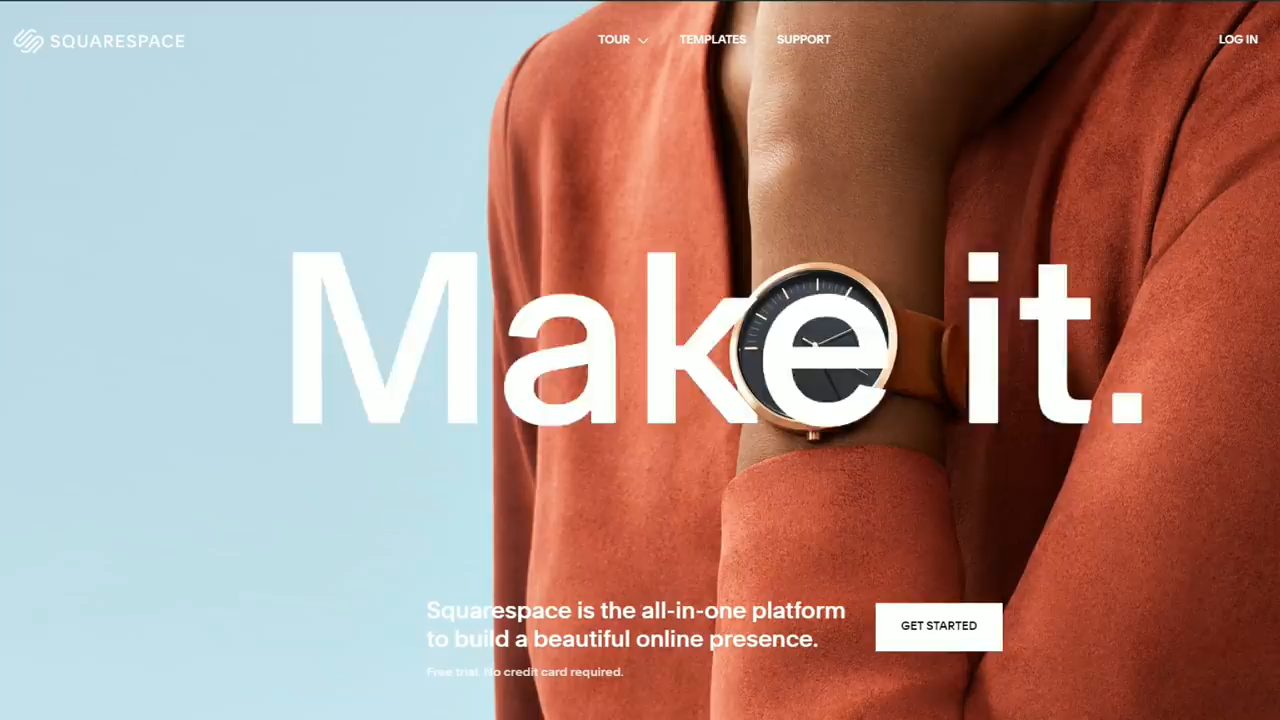 SQUARESPACE
TOUR
TEMPLATES
SUPPORT
LOG IN
Make it.
Squarespace is the all-in-one platform
to build a beautiful online presence.
GET STARTED
Free trial. No credit card required.